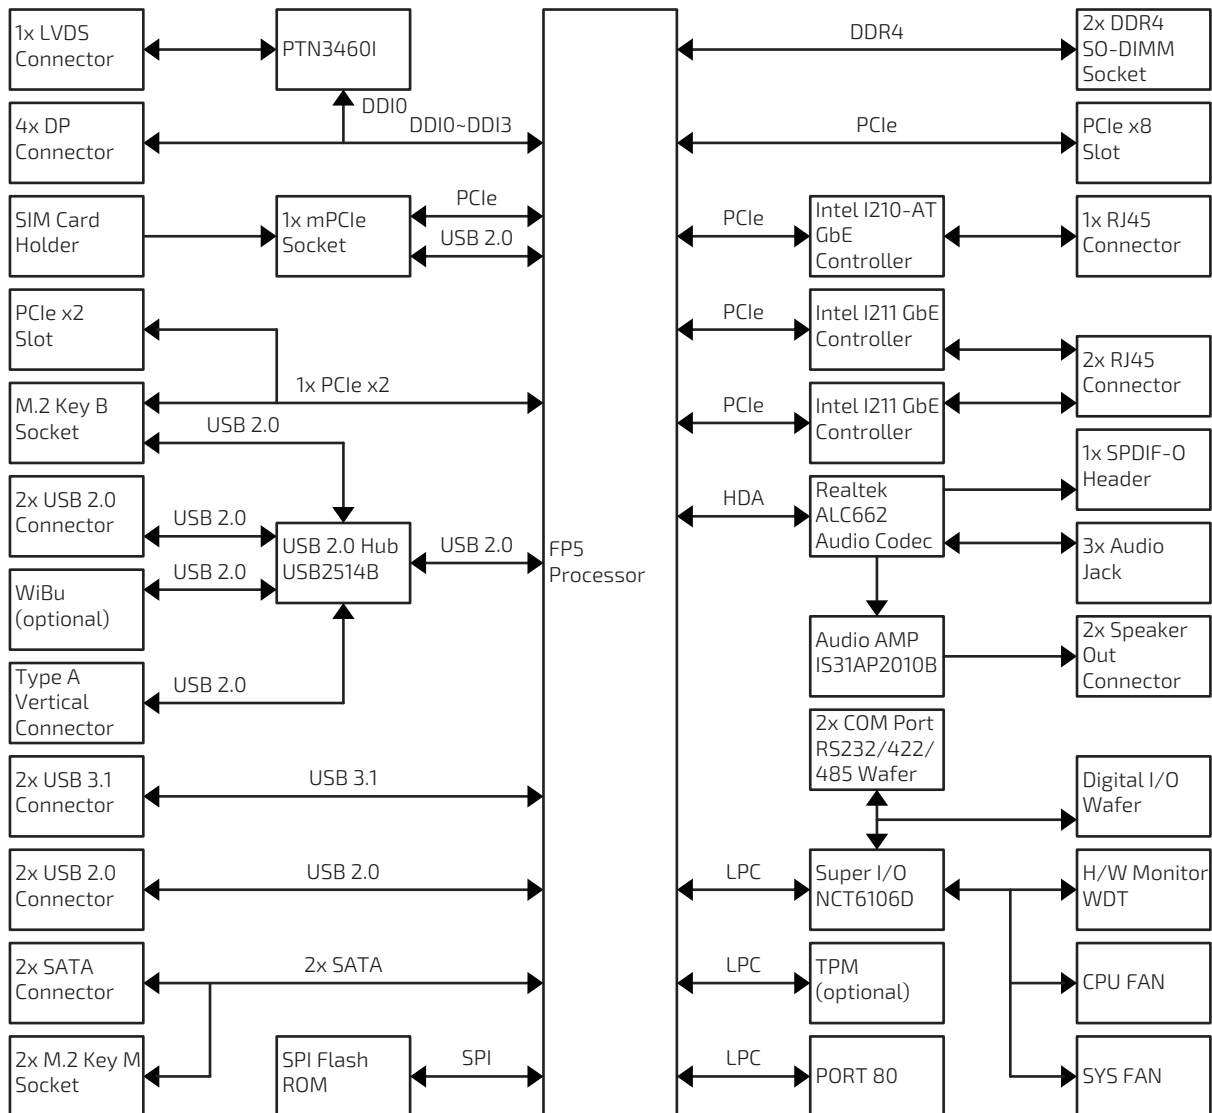 1x LVDS
Connector
PTN3460I
DDR4
2x DDR4
SO-DIMM
Socket
DDI0
4x DP
Connector
DDI0~DDI3
PCIe
PCIe x8
Slot
SIM Card
Holder
1x mPCIe
Socket
PCIe
USB 2.0
PCIe
Intel I210-AT
GbE
Controller
1x RJ45
Connector
PCIe x2
Slot
PCIe
Intel I211 GbE
Controller
2x RJ45
Connector
1x PCIe x2
M.2 Key B
Socket
USB 2.0
PCIe
Intel I211 GbE
Controller
1x SPDIF-O
Header
2x USB 2.0
Connector
USB 2.0
HDA
Realtek
ALC662
Audio Codec
3x Audio
Jack
USB 2.0 Hub
USB2514B
USB 2.0
FP5
Processor
USB 2.0
WiBu
(optional)
Audio AMP
IS31AP2010B
2x Speaker
Out
Connector
Type A
Vertical
Connector
USB 2.0
2x COM Port
RS232/422/
485 Wafer
2x USB 3.1
Connector
USB 3.1
Digital I/O
Wafer
2x USB 2.0
Connector
USB 2.0
LPC
Super I/O
NCT6106D
H/W Monitor
WDT
2x SATA
Connector
2x SATA
LPC
TPM
(optional)
CPU FAN
2x M.2 Key M
Socket
SPI Flash
ROM
SPI
LPC
PORT 80
SYS FAN